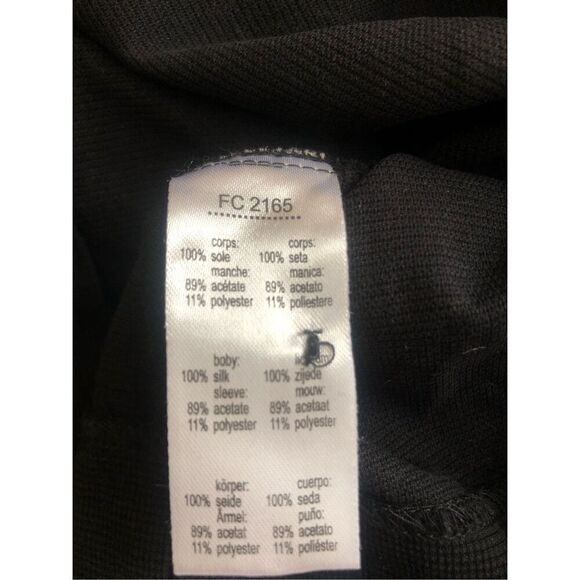 FC 2165
corps: corps:
100% sole 100% seta
manche: manica:
89% acétate 89% acetato
11% polyester 11% poliestere
boby:
100% silk 100% zijede
sleeve: mouw:
89% acetate 89% acetaat
11% polyester 11% polyester
körper: cuerpo:
100% seide 100% seda
Ärmel: puño:
89% acetat 89% acetato
11% polyester 11% poliéster